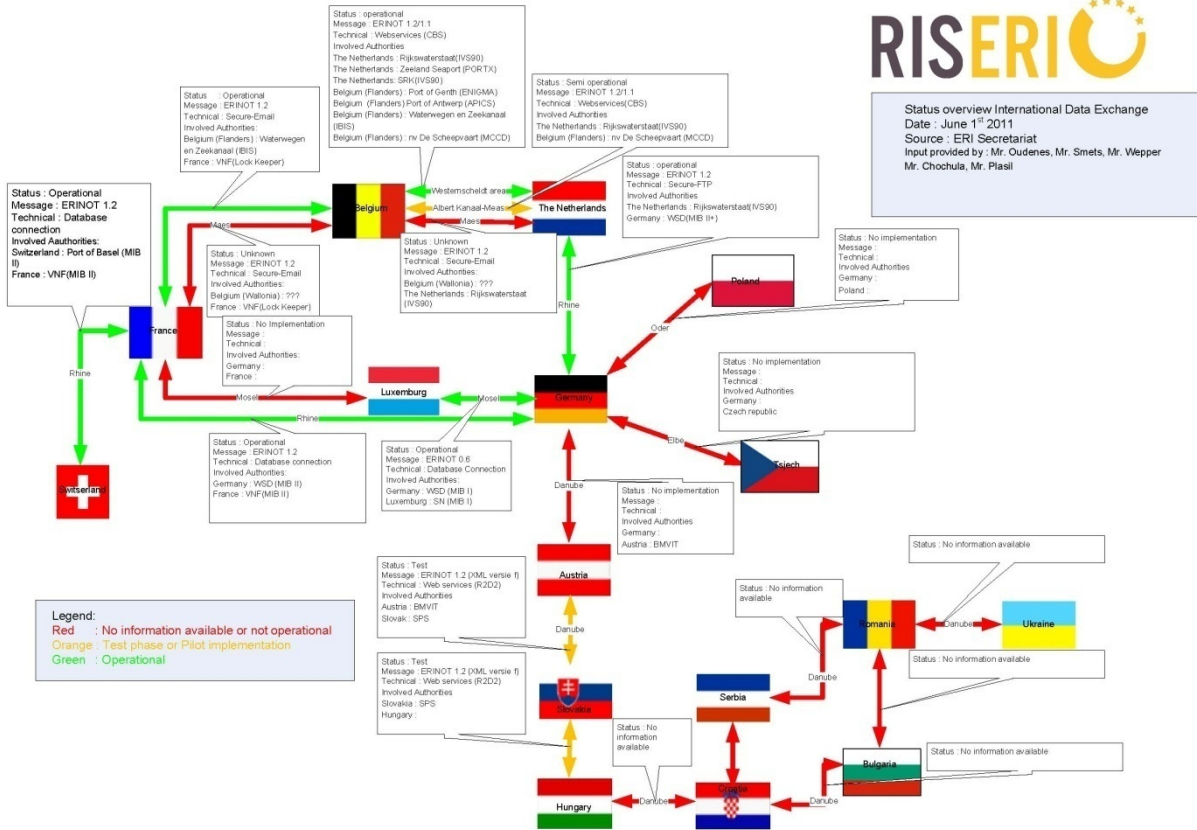 RISERI
Status overview International Data Exchange
Date : June 1st 2011
Source : ERI Secretariat
Input provided by : Mr. Oudenes, Mr. Smets, Mr. Wepper
Mr. Chochula, Mr. Plasil
Status : operational
Message : ERINOT 1.2/1.1
Technical : Webservices (CBS)
Involved Authorities
The Netherlands : Rijkswaterstaat(IVS90)
The Netherlands : Zeeland Seaport (PORTX)
The Netherlands: SRK(IVS90)
Belgium (Flanders) : Port of Genth (ENIGMA)
Belgium (Flanders) Port of Antwerp (APICS)
Belgium (Flanders) : Waterwegen en Zeekanaal
(IBIS)
Belgium (Flanders) : nv De Scheepvaart (MCCD)
Status : Semi operational
Message : ERINOT 1.2/1.1
Technical : Webservices(CBS)
Involved Authorities
The Netherlands : Rijkswaterstaat(IVS90)
Belgium (Flanders) : nv De Scheepvaart (MCCD)
Status : Operational
Message : ERINOT 1.2
Technical : Secure-Email
Involved Authorities:
Belgium (Flanders) : Waterwegen
en Zeekanaal (IBIS)
France : VNF(Lock Keeper)
Status : operational
Message : ERINOT 1.2
Technical : Secure-FTP
Involved Authorities
The Netherlands : Rijkswaterstaat(IVS90)
Germany : WSD(MIB II+)
Status : Operational
Message : ERINOT 1.2
Technical : Database
connection
Involved Aauthorities:
Switzerland : Port of Basel (MIB
II)
France : VNF(MIB II)
Belgium
Westernscheldt area
Albert Kanaal-Meas
Maes
The Netherlands
Maes
Status : Unknown
Message : ERINOT 1.2
Technical : Secure-Email
Involved Authorities:
Belgium (Wallonia) : ???
France : VNF(Lock Keeper)
Status : Unknown
Message : ERINOT 1.2
Technical : Secure-Email
Involved Authorities:
Belgium (Wallonia) : ???
The Netherlands : Rijkswaterstaat
(IVS90)
Status : No implementation
Message :
Technical :
Involved Authorities
Germany :
Poland :
Poland
Rhine
Oder
France
Status : No Implementation
Message :
Technical :
Involved Authorities:
Germany :
France :
Rhine
Mosel
Luxemburg
Mosel
Germany
Rhine
Status : No implementation
Message :
Technical :
Involved Authorities
Germany :
Czech republic
Elbe
Tsjech
Switserland
Status : Operational
Message : ERINOT 1.2
Technical : Database connection
Involved Authorities:
Germany : WSD (MIB II)
France : VNF(MIB II)
Status : Operational
Message : ERINOT 0.6
Technical : Database Connection
Involved Authorities:
Germany : WSD (MIB I)
Luxemburg : SN (MIB I)
Danube
Status : No implementation
Message :
Technical :
Involved Authorities
Germany :
Austria : BMVIT
Austria
Status : Test
Message : ERINOT 1.2 (XML versie f)
Technical : Web services (R2D2)
Involved Authorities
Austria : BMVIT
Slovak : SPS
Danube
Status : No information available
Status : No information
available
Romania
Danube
Ukraine
Legend:
Red : No information available or not operational
Orange : Test phase or Pilot implementation
Green : Operational
Status : Test
Message : ERINOT 1.2 (XML versie f)
Technical : Web services (R2D2)
Involved Authorities
Slovakia : SPS
Hungary :
Slovakia
Serbia
Danube
Status : No information available
Status : No
information
available
Status : No information available
Bulgaria
Hungary
Danube
Croatie
Danube